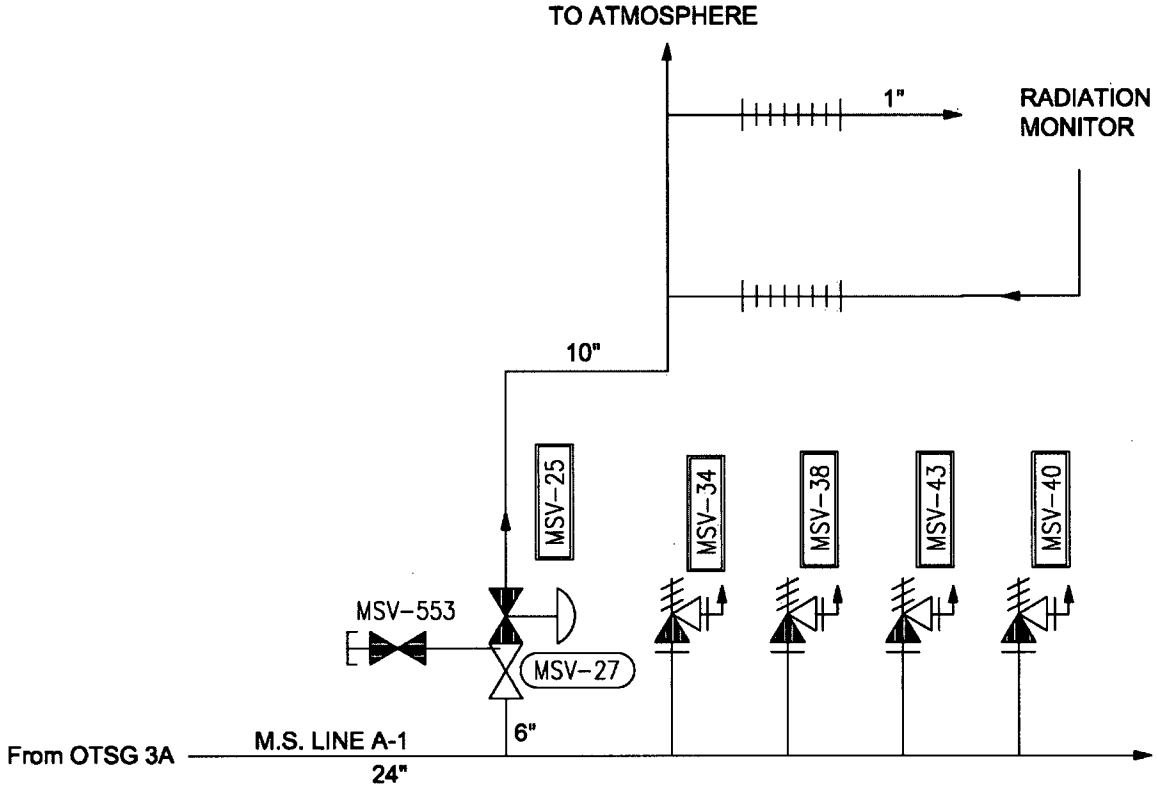 TO ATMOSPHERE
1"
RADIATION
MONITOR
10"
MSV-25
MSV-34
MSV-38
MSV-43
MSV-40
MSV-553
MSV-27
6"
M.S. LINE A-1
From OTSG 3A
24"